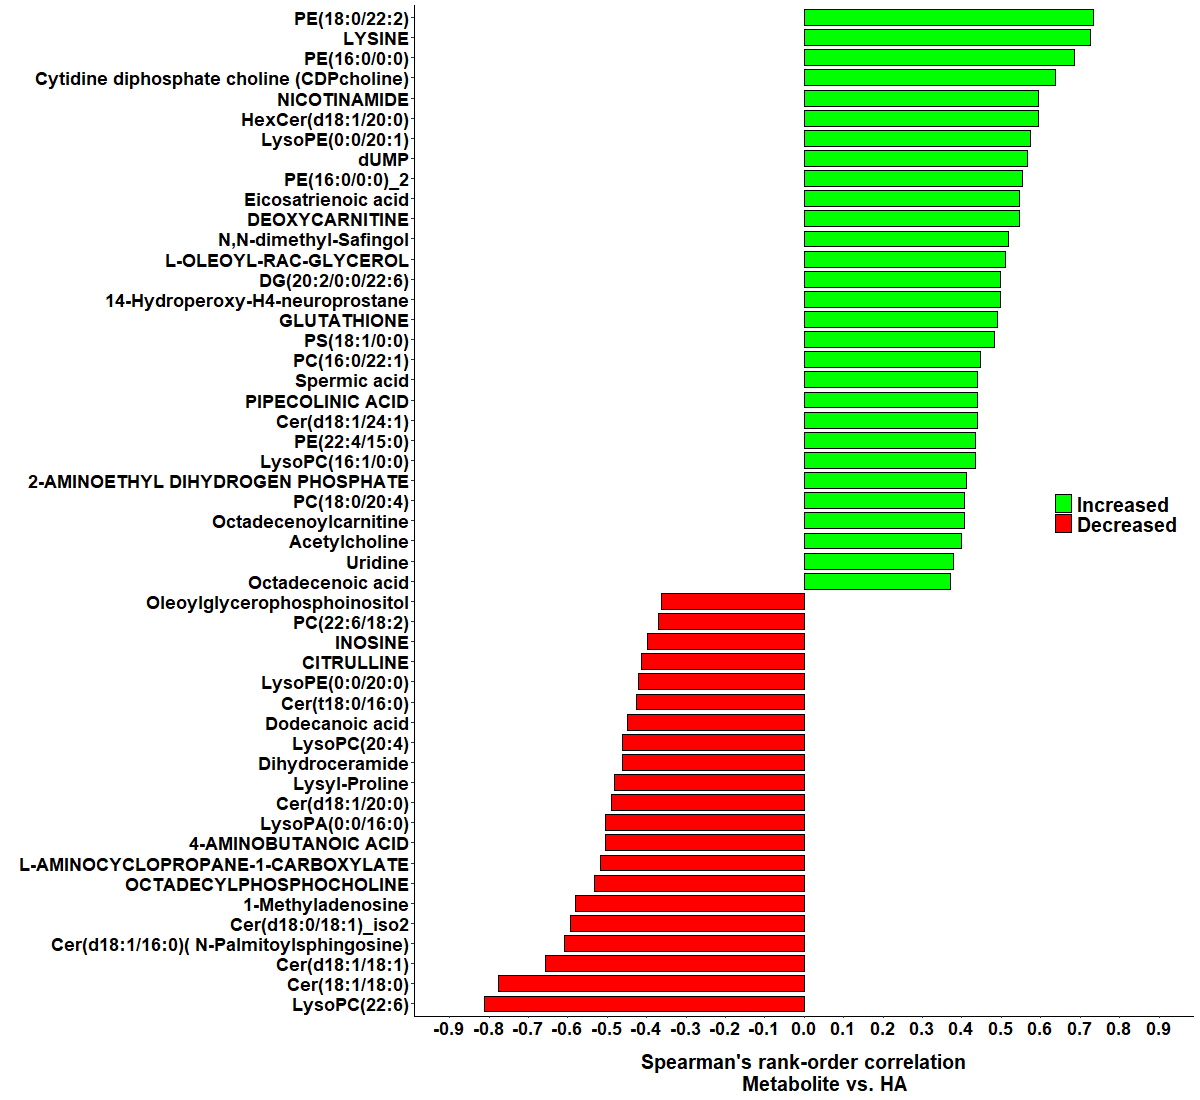 PE(18:0/22:2)
LYSINE
PE(16:0/0:0)
Cytidine diphosphate choline (CDPcholine)
NICOTINAMIDE
HexCer(d18:1/20:0)
LysoPE(0:0/20:1)
dUMP
PE(16:0/0:0)_2
Eicosatrienoic acid
DEOXYCARNITINE
N,N-dimethyl-Safingol
L-OLEOYL-RAC-GLYCEROL
DG(20:2/0:0/22:6)
14-Hydroperoxy-H4-neuroprostane
GLUTATHIONE
PS(18:1/0:0)
PC(16:0/22:1)
Spermic acid
PIPECOLINIC ACID
Cer(d18:1/24:1)
PE(22:4/15:0)
LysoPC(16:1/0:0)
2-AMINOETHYL DIHYDROGEN PHOSPHATE
PC(18:0/20:4)
Octadecenoylcarnitine
Acetylcholine
Uridine
Octadecenoic acid
Oleoylglycerophosphoinositol
PC(22:6/18:2)
INOSINE
CITRULLINE
LysoPE(0:0/20:0)
Cer(t18:0/16:0)
Dodecanoic acid
LysoPC(20:4)
Dihydroceramide
Lysyl-Proline
Cer(d18:1/20:0)
LysoPA(0:0/16:0)
4-AMINOBUTANOIC ACID
L-AMINOCYCLOPROPANE-1-CARBOXYLATE
OCTADECYLPHOSPHOCHOLINE
1-Methyladenosine
Cer(d18:0/18:1)_iso2
Cer(d18:1/16:0)( N-Palmitoylsphingosine)
Cer(d18:1/18:1)
Cer(18:1/18:0)
LysoPC(22:6)
Increased
Decreased
-0.9 -0.8 -0.7 -0.6 -0.5 -0.4 -0.3 -0.2 -0.1 0.0 0.1 0.2 0.3 0.4 0.5 0.6 0.7 0.8 0.9
Spearman's rank-order correlation
Metabolite vs. HA